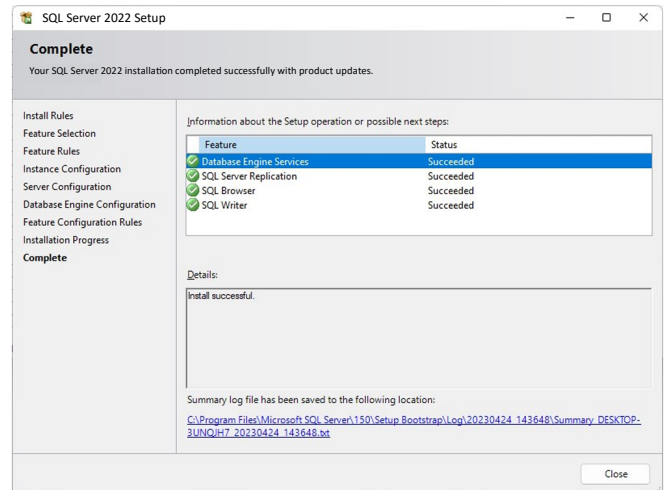 SQL Server 2022 Setup
Complete
Your SQL Server 2022 installation completed successfully with product updates.
Install Rules
Feature Selection
Feature Rules
Instance Configuration
Server Configuration
Database Engine Configuration
Feature Configuration Rules
Installation Progress
Complete
Information about the Setup operation or possible next steps:
Feature Status
Database Engine Services Succeeded
SQL Server Replication Succeeded
SQL Browser Succeeded
SQL Writer Succeeded
Details:
Install successful.
Summary log file has been saved to the following location:
C:\Program Files\Microsoft SQL Server\150\Setup Bootstrap\Log\20230424_143648\Summary_DESKTOP-
3UNQJH7_20230424_143648.txt
Close